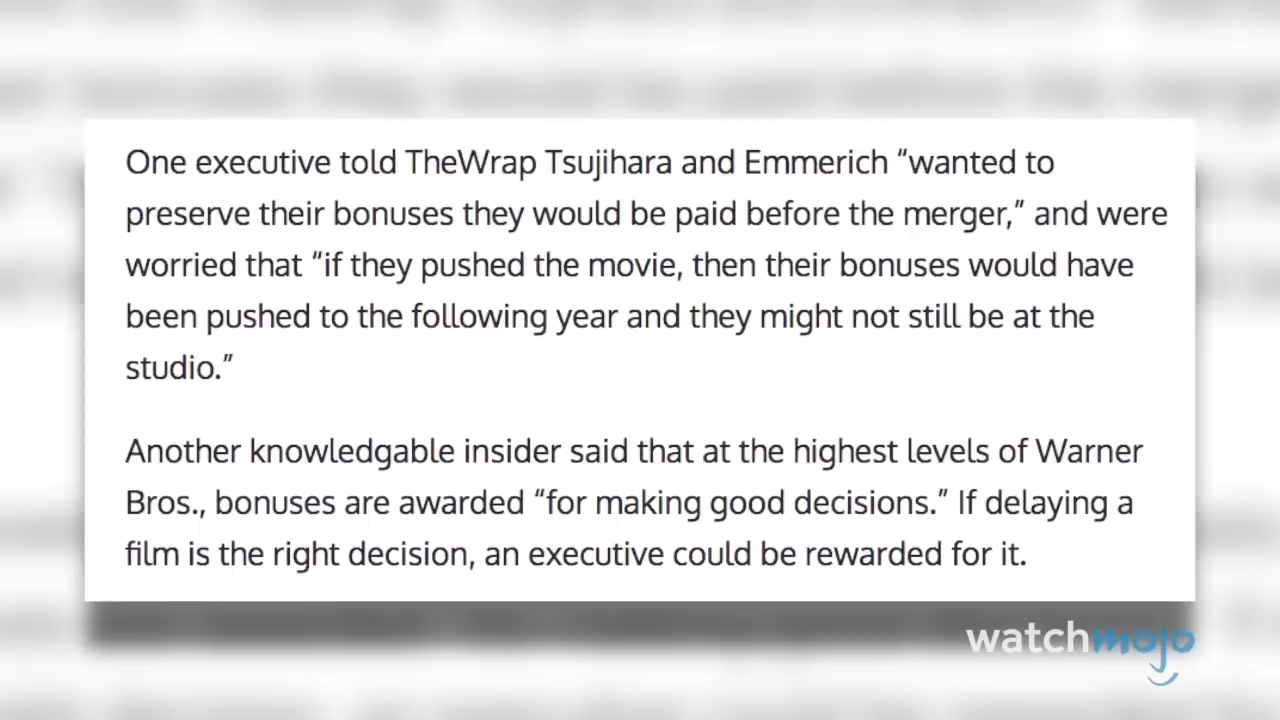 One executive told TheWrap Tsujihara and Emmerich “wanted to
preserve their bonuses they would be paid before the merger,” and were
worried that “if they pushed the movie, then their bonuses would have
been pushed to the following year and they might not still be at the
studio.”
Another knowledgable insider said that at the highest levels of Warner
Bros., bonuses are awarded “for making good decisions.” If delaying a
film is the right decision, an executive could be rewarded for it.
watchmojo